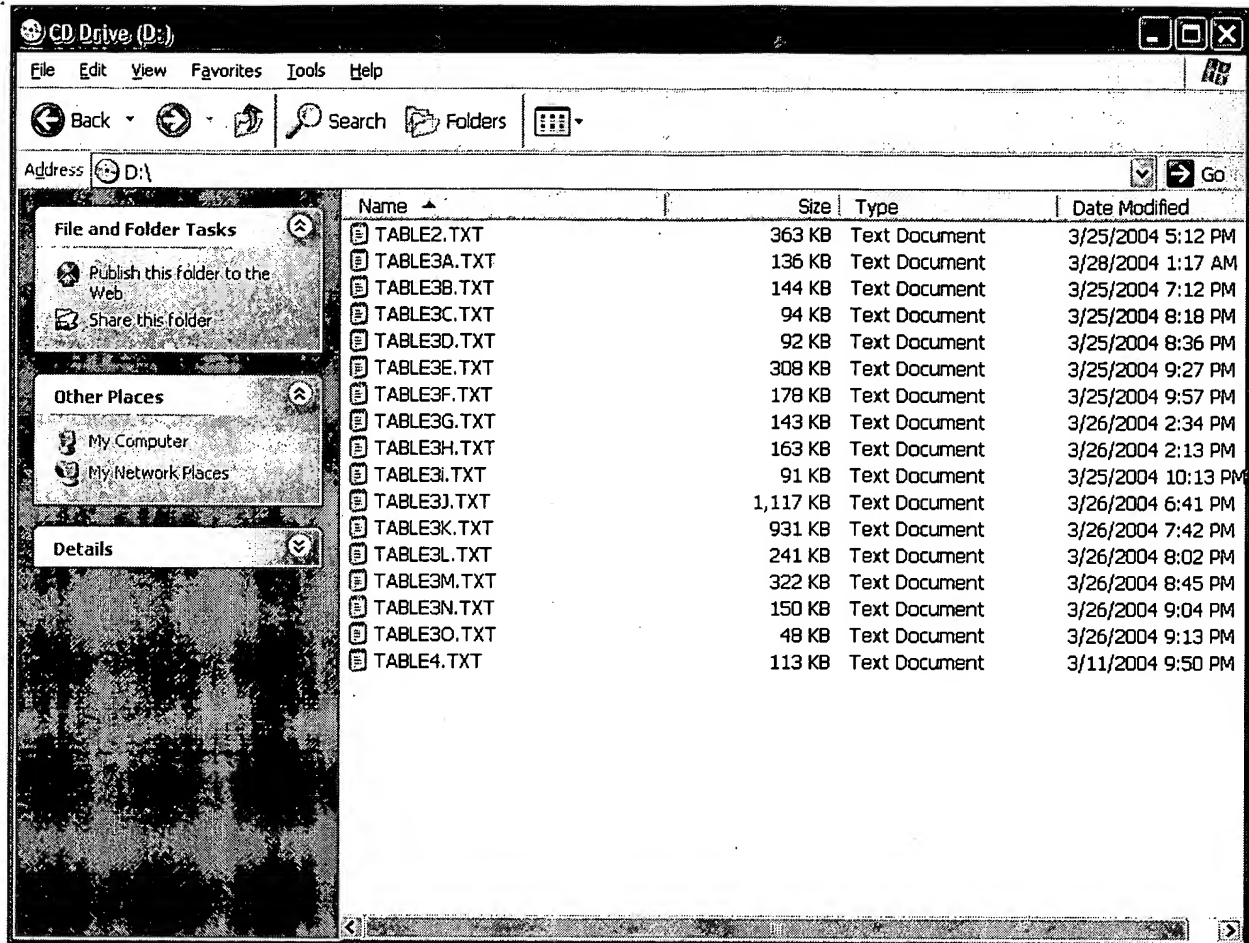 CD Drive (D:)
File Edit View Favorites Tools Help
Back Search Folders
Address D:\ Go
File and Folder Tasks
Publish this folder to the
Web
Share this folder
Other Places
My Computer
My Network Places
Details
Name Size Type Date Modified
TABLE2.TXT 363 KB Text Document 3/25/2004 5:12 PM
TABLE3A.TXT 136 KB Text Document 3/28/2004 1:17 AM
TABLE3B.TXT 144 KB Text Document 3/25/2004 7:12 PM
TABLE3C.TXT 94 KB Text Document 3/25/2004 8:18 PM
TABLE3D.TXT 92 KB Text Document 3/25/2004 8:36 PM
TABLE3E.TXT 308 KB Text Document 3/25/2004 9:27 PM
TABLE3F.TXT 178 KB Text Document 3/25/2004 9:57 PM
TABLE3G.TXT 143 KB Text Document 3/26/2004 2:34 PM
TABLE3H.TXT 163 KB Text Document 3/26/2004 2:13 PM
TABLE3i.TXT 91 KB Text Document 3/25/2004 10:13 PM
TABLE3J.TXT 1,117 KB Text Document 3/26/2004 6:41 PM
TABLE3K.TXT 931 KB Text Document 3/26/2004 7:42 PM
TABLE3L.TXT 241 KB Text Document 3/26/2004 8:02 PM
TABLE3M.TXT 322 KB Text Document 3/26/2004 8:45 PM
TABLE3N.TXT 150 KB Text Document 3/26/2004 9:04 PM
TABLE3O.TXT 48 KB Text Document 3/26/2004 9:13 PM
TABLE4.TXT 113 KB Text Document 3/11/2004 9:50 PM